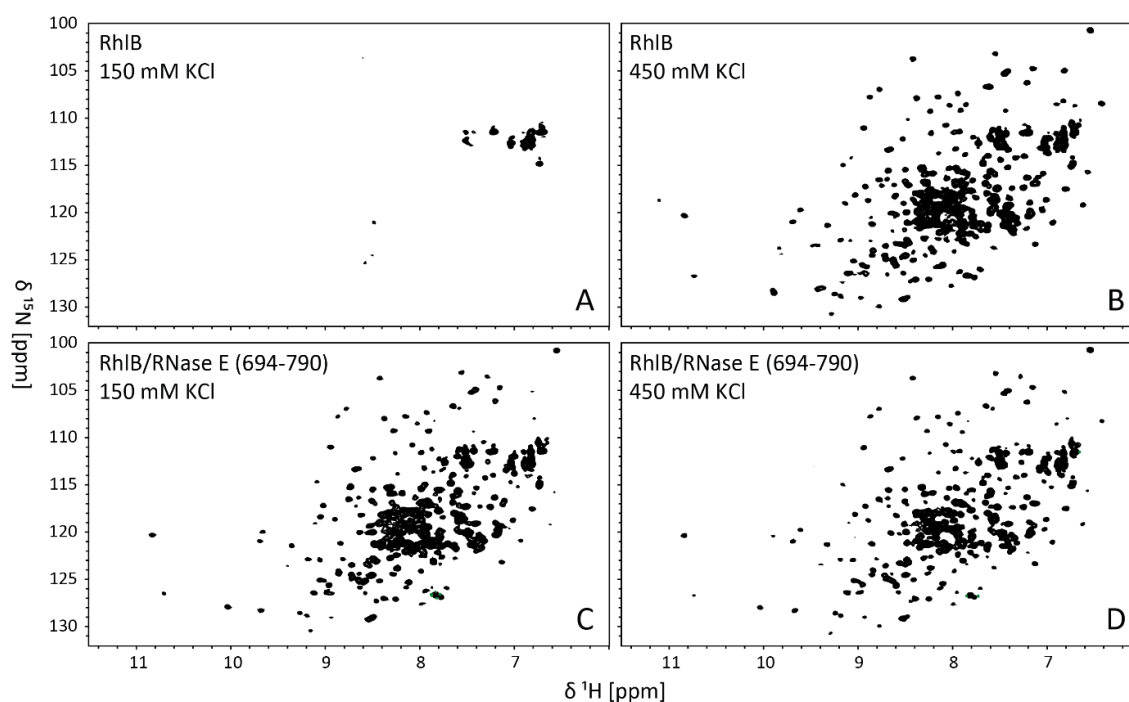 100
105
110
115
120
125
130
RhlB
150 mM KCl
A
RhlB
450 mM KCl
B
δ ¹⁵N [ppm]
100
105
110
115
120
125
130
RhlB/RNase E (694-790)
150 mM KCl
C
RhlB/RNase E (694-790)
450 mM KCl
D
11 10 9 8 7
11 10 9 8 7
δ ¹H [ppm]